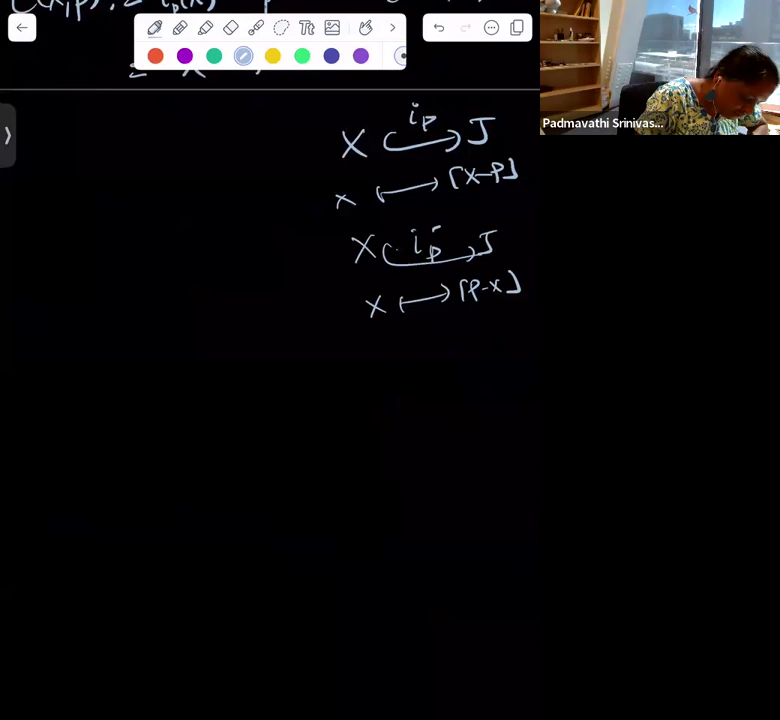 X ↪ J
i_p
x ↦ [x-p]
X ↪ J
i_p^-
x ↦ [p-x]
Padmavathi Srinivas...